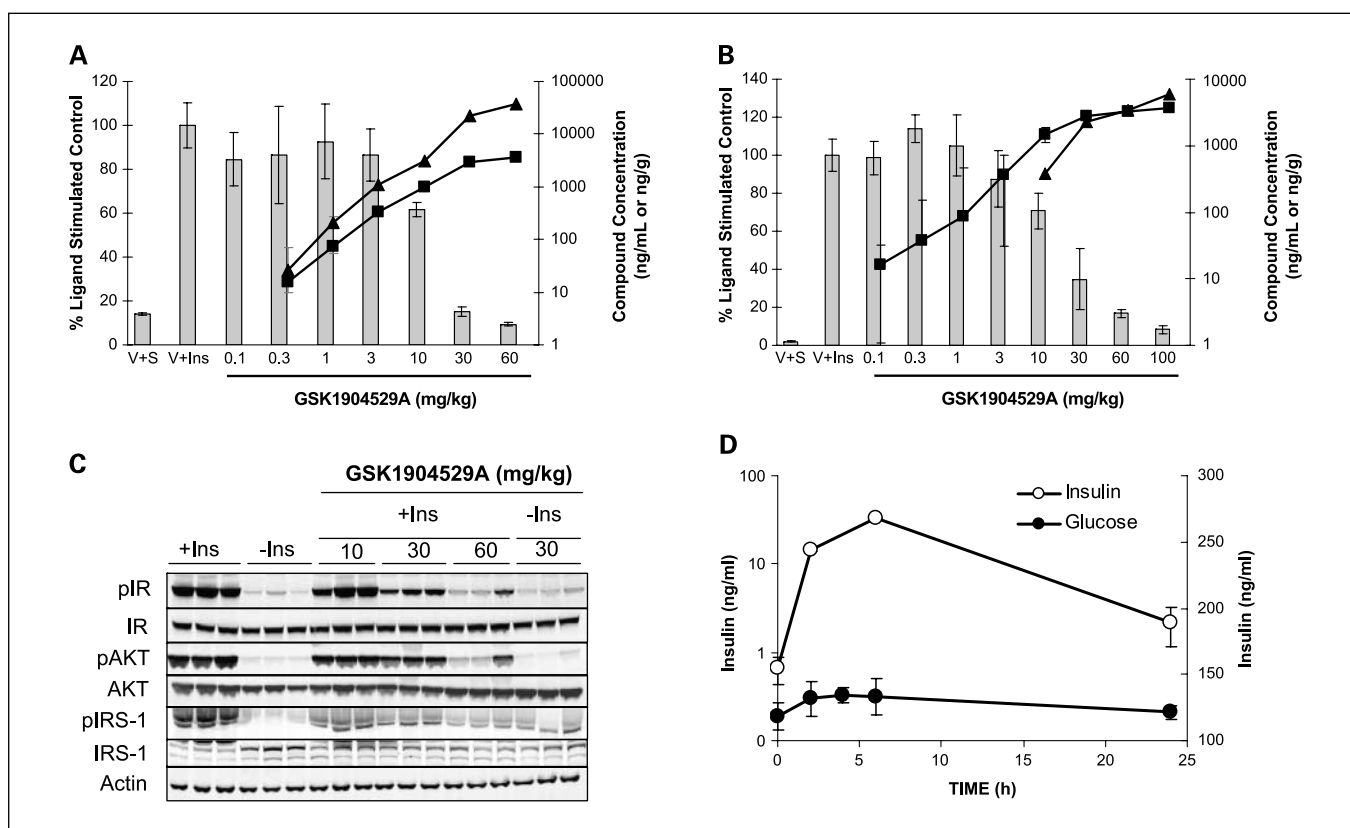 A
120
100
80
60
40
20
0
% Ligand Stimulated Control
100000
10000
1000
100
10
1
Compound Concentration
(ng/mL or ng/g)
V+S V+Ins 0.1 0.3 1 3 10 30 60
GSK1904529A (mg/kg)
B
140
120
100
80
60
40
20
0
% Ligand Stimulated Control
10000
1000
100
10
1
Compound Concentration
(ng/mL or ng/g)
V+S V+Ins 0.1 0.3 1 3 10 30 60 100
GSK1904529A (mg/kg)
C
GSK1904529A (mg/kg)
+Ins -Ins
+Ins -Ins 10 30 60 30
pIR
IR
pAKT
AKT
pIRS-1
IRS-1
Actin
D
100
10
1
0
Insulin (ng/ml)
300
250
200
150
100
Insulin (ng/ml)
Insulin
Glucose
0 5 10 15 20 25
TIME (h)